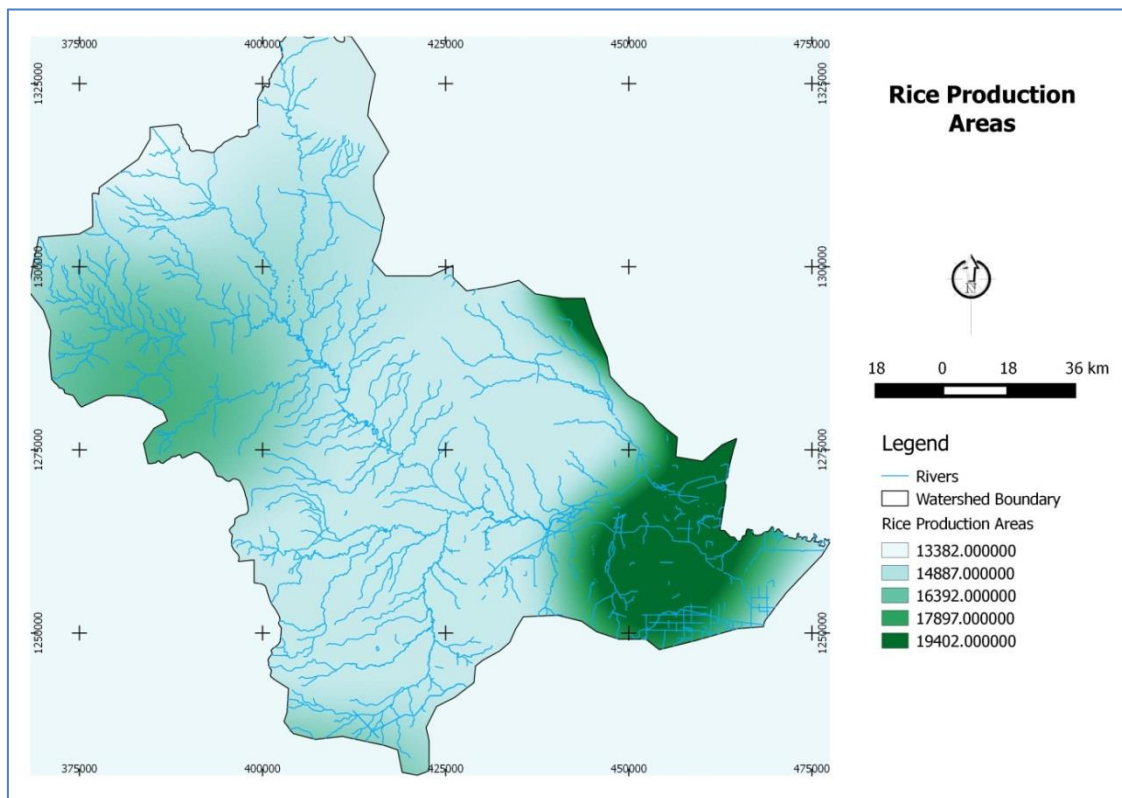 375000 400000 425000 450000 475000
1325000 1325000
1300000 1300000
1275000 1275000
1250000 1250000
375000 400000 425000 450000 475000
Rice Production
Areas
N
18 0 18 36 km
Legend
Rivers
Watershed Boundary
Rice Production Areas
13382.000000
14887.000000
16392.000000
17897.000000
19402.000000